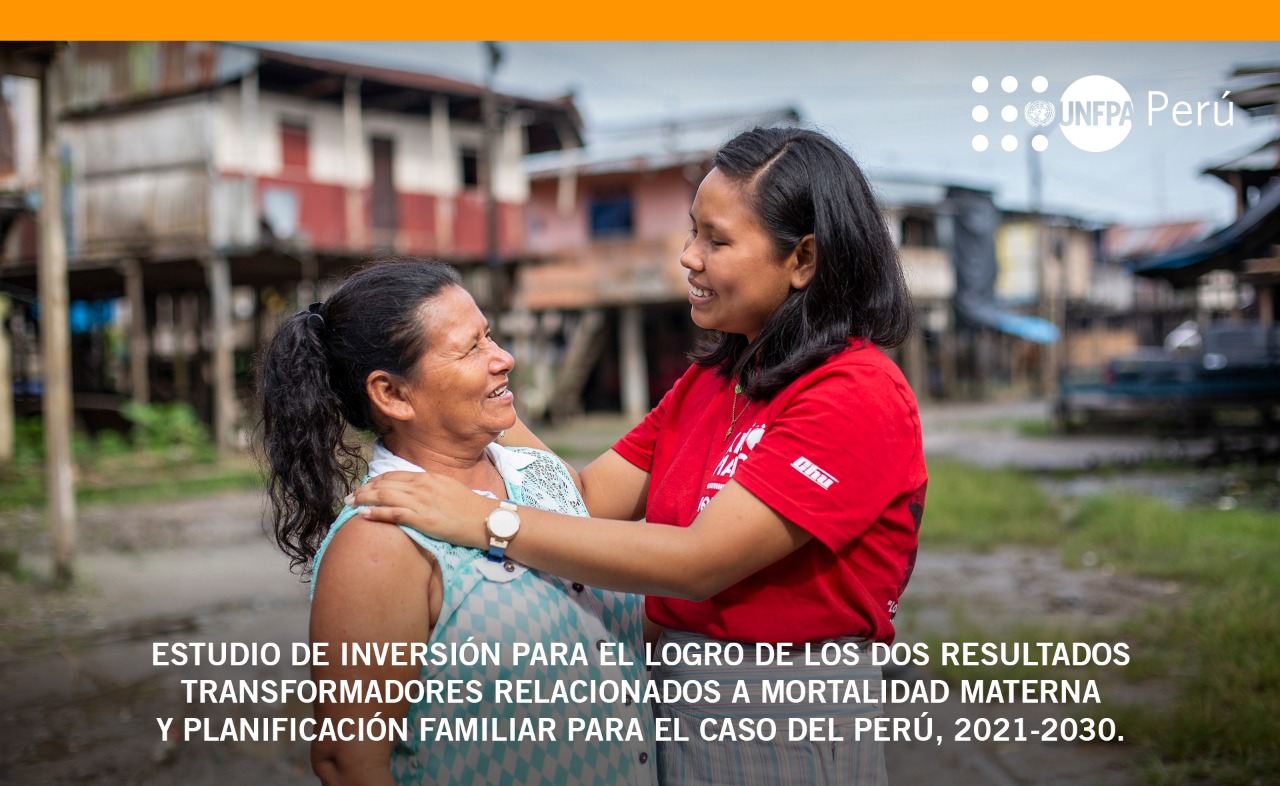 UNFPA Perú
ESTUDIO DE INVERSIÓN PARA EL LOGRO DE LOS DOS RESULTADOS
TRANSFORMADORES RELACIONADOS A MORTALIDAD MATERNA
Y PLANIFICACIÓN FAMILIAR PARA EL CASO DEL PERÚ, 2021-2030.